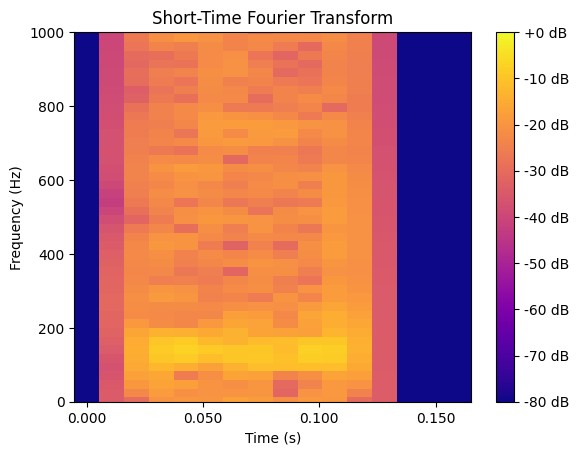 Short-Time Fourier Transform
1000
800
600
400
200
0
Frequency (Hz)
0.000
0.050
0.100
0.150
Time (s)
+0 dB
-10 dB
-20 dB
-30 dB
-40 dB
-50 dB
-60 dB
-70 dB
-80 dB